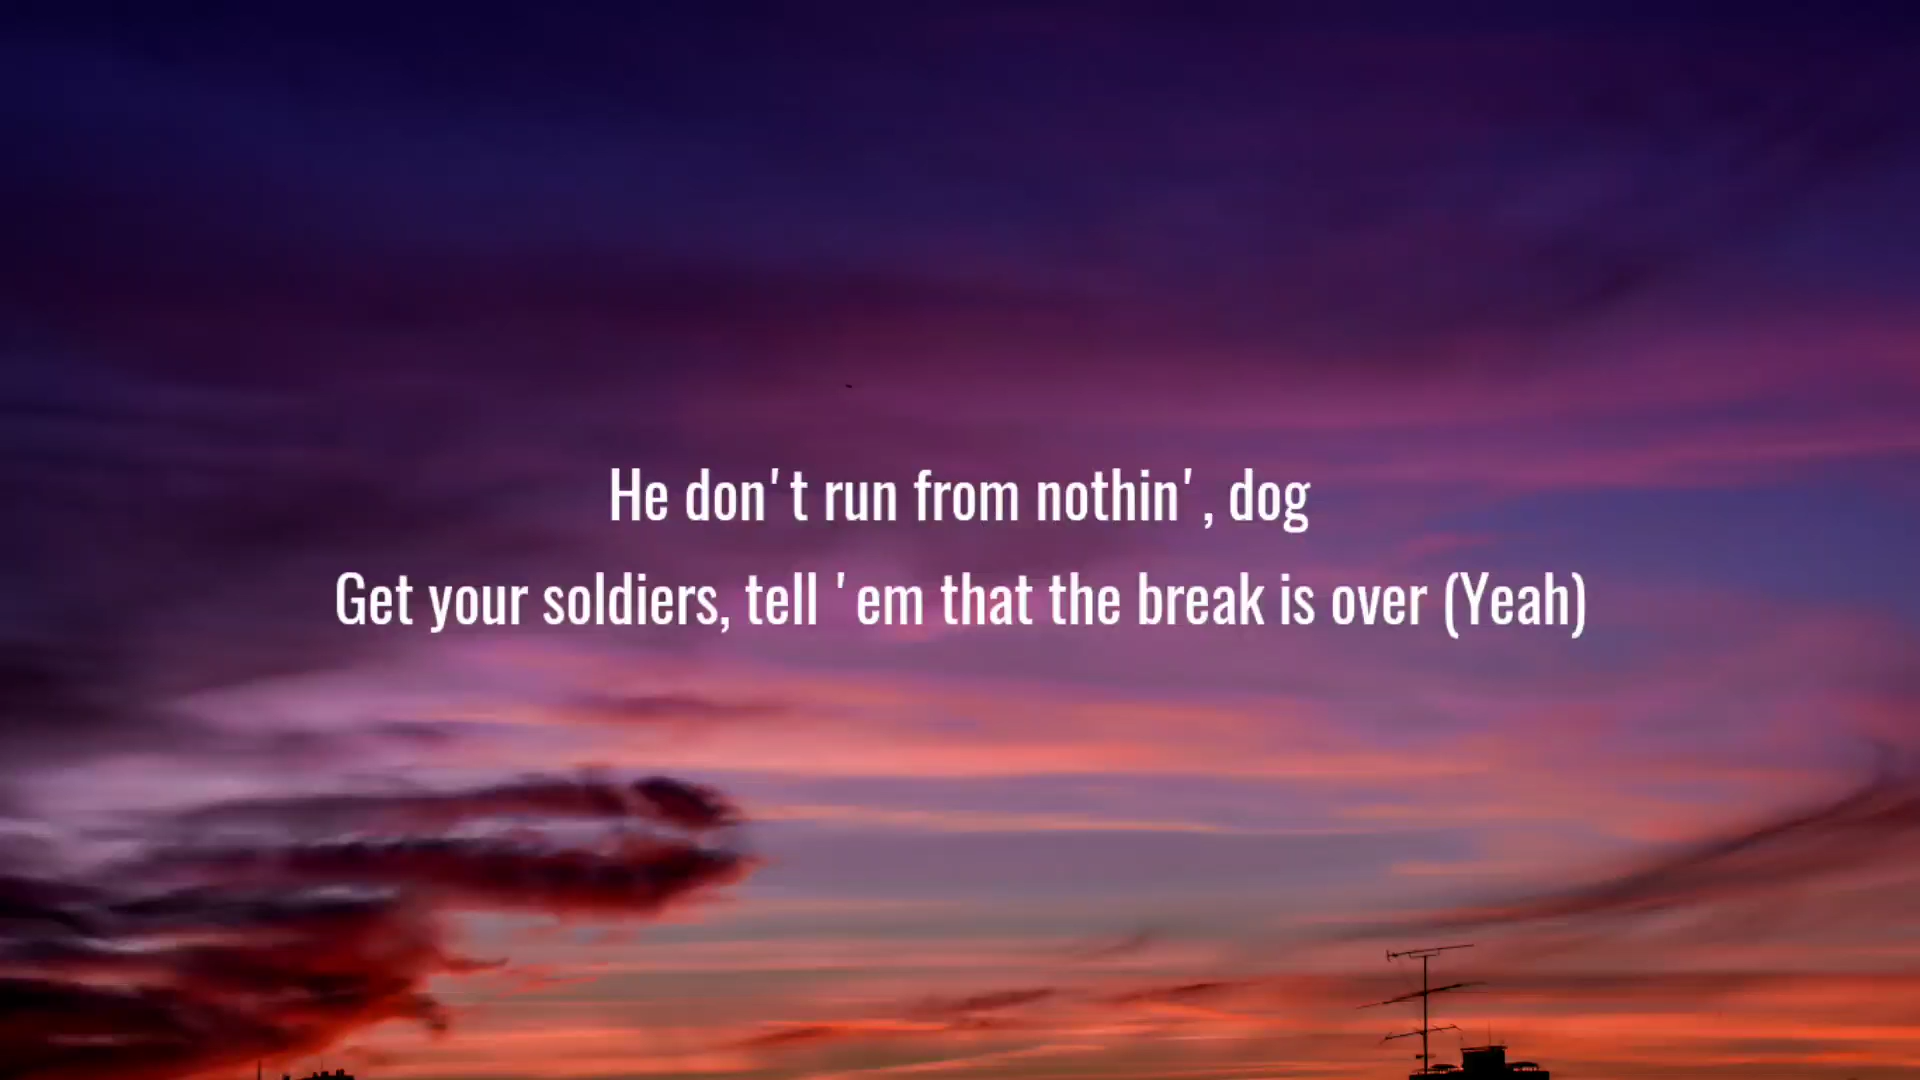 He don't run from nothin', dog
Get your soldiers, tell 'em that the break is over (Yeah)